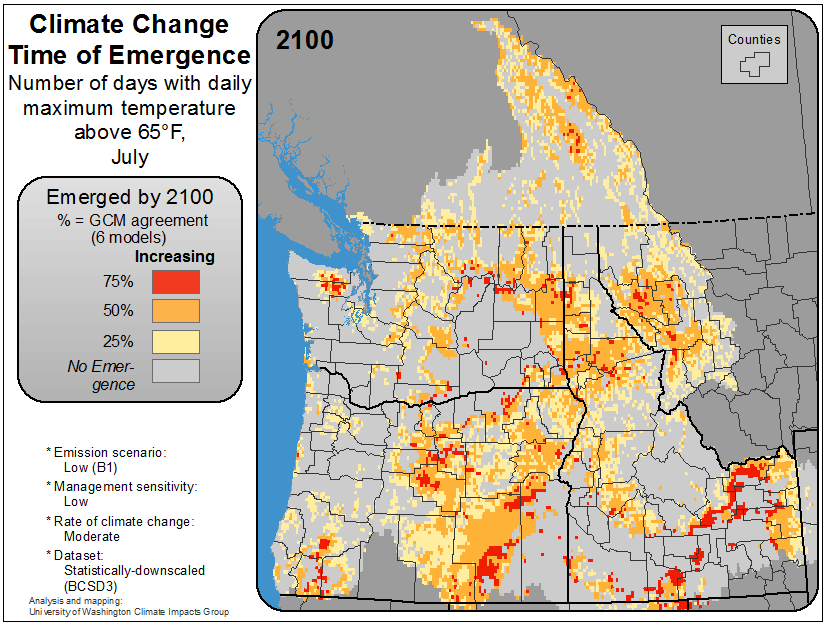 Climate Change
Time of Emergence
Number of days with daily
maximum temperature
above 65°F,
July
Emerged by 2100
% = GCM agreement
(6 models)
Increasing
75%
50%
25%
No Emer-
gence
* Emission scenario:
Low (B1)
* Management sensitivity:
Low
* Rate of climate change:
Moderate
* Dataset:
Statistically-downscaled
(BCSD3)
Analysis and mapping:
University of Washington Climate Impacts Group
2100
Counties